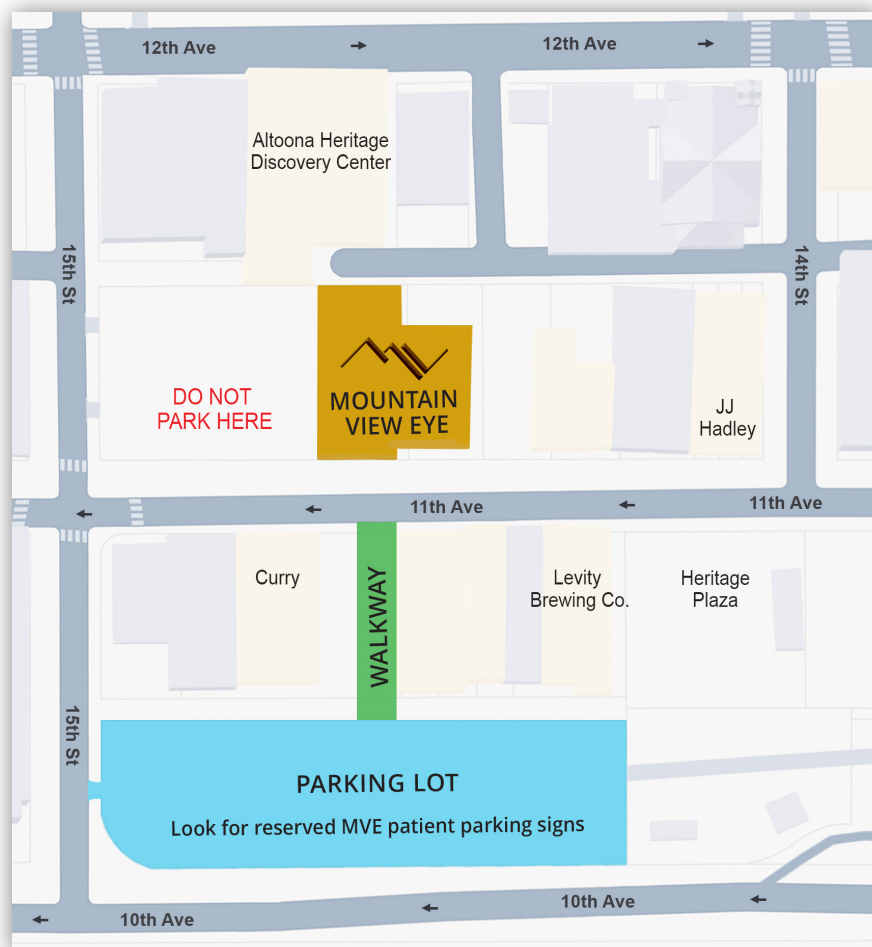 12th Ave
12th Ave
Altoona Heritage
Discovery Center
15th St
14th St
DO NOT
PARK HERE
MOUNTAIN
VIEW EYE
JJ
Hadley
11th Ave
11th Ave
Curry
WALKWAY
Levity
Brewing Co.
Heritage
Plaza
15th St
PARKING LOT
Look for reserved MVE patient parking signs
10th Ave
10th Ave